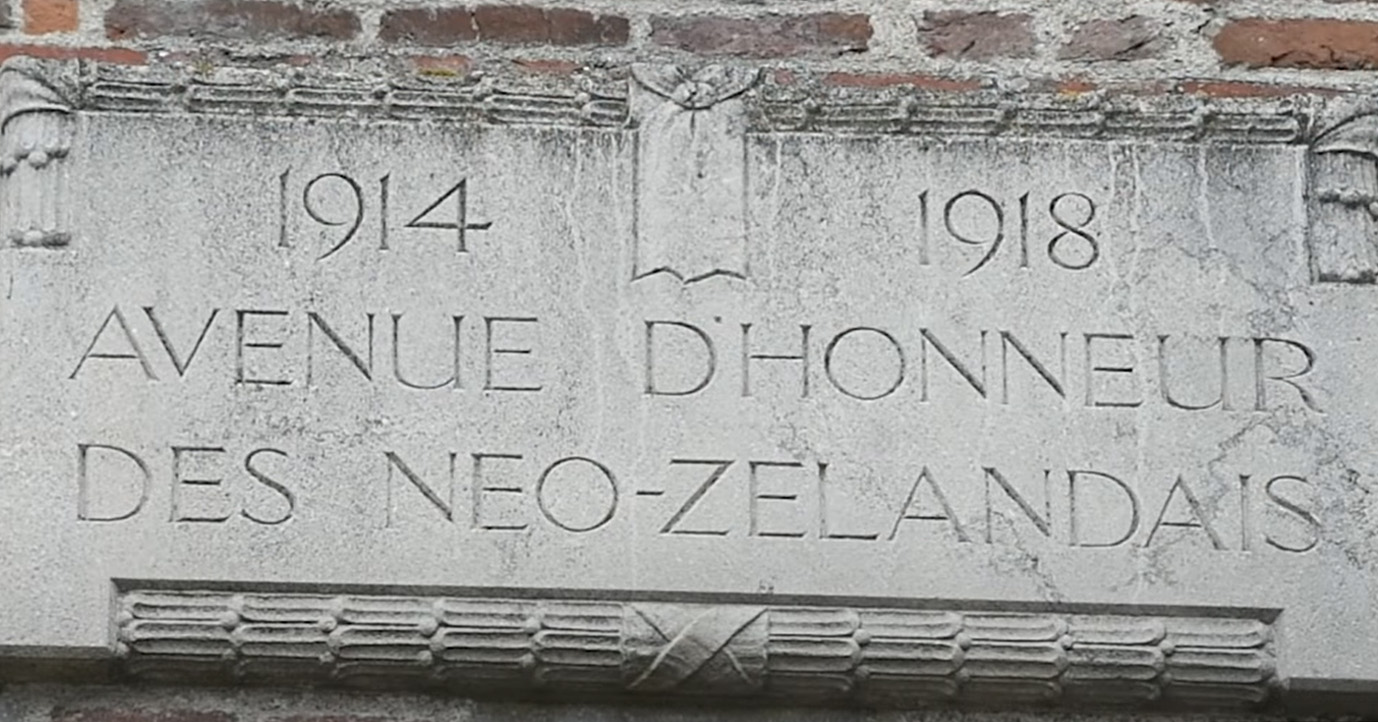 1914 1918
AVENUE D'HONNEUR
DES NEO-ZELANDAIS